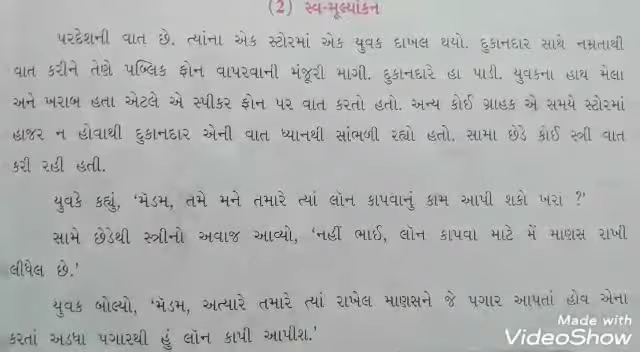 (2) સ્વ-મૂલ્યાંકન
પરદેશની વાત છે. ત્યાંના એક સ્ટોરમાં એક યુવક દાખલ થયો. દુકાનદાર સાથે નમ્રતાથી
વાત કરીને તેણે પબ્લિક ફોન વાપરવાની મંજૂરી માગી. દુકાનદારે હા પાડી. યુવકના હાથ મેલા
અને ખરાબ હતા એટલે એ સ્પીકર ફોન પર વાત કરતો હતો. અન્ય કોઈ ગ્રાહક એ સમયે સ્ટોરમાં
હાજર ન હોવાથી દુકાનદાર એની વાત ધ્યાનથી સાંભળી રહ્યો હતો. સામા છેડે કોઈ સ્ત્રી વાત
કરી રહી હતી.
યુવકે કહ્યું, ‘મૅડમ, તમે મને તમારે ત્યાં લૉન કાપવાનું કામ આપી શકો ખરા ?’
સામે છેડેથી સ્ત્રીનો અવાજ આવ્યો, ‘નહીં ભાઈ, લૉન કાપવા માટે મેં માણસ રાખી
લીધેલ છે.’
યુવક બોલ્યો, ‘મૅડમ, અત્યારે તમારે ત્યાં રાખેલ માણસને જે પગાર આપતાં હોવ એના
કરતાં અડધા પગારથી હું લૉન કાપી આપીશ.’
Made with
VideoShow